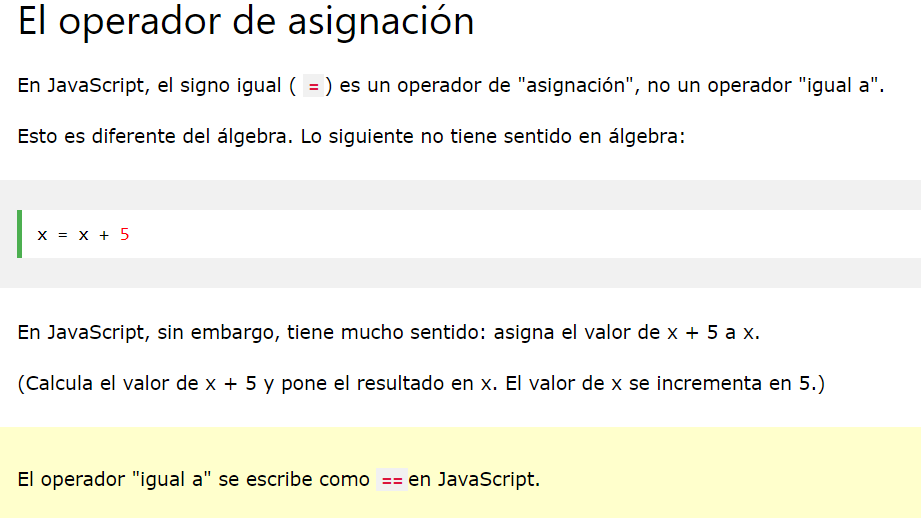 El operador de asignación
En JavaScript, el signo igual ( = ) es un operador de "asignación", no un operador "igual a".
Esto es diferente del álgebra. Lo siguiente no tiene sentido en álgebra:
x = x + 5
En JavaScript, sin embargo, tiene mucho sentido: asigna el valor de x + 5 a x.
(Calcula el valor de x + 5 y pone el resultado en x. El valor de x se incrementa en 5.)
El operador "igual a" se escribe como == en JavaScript.